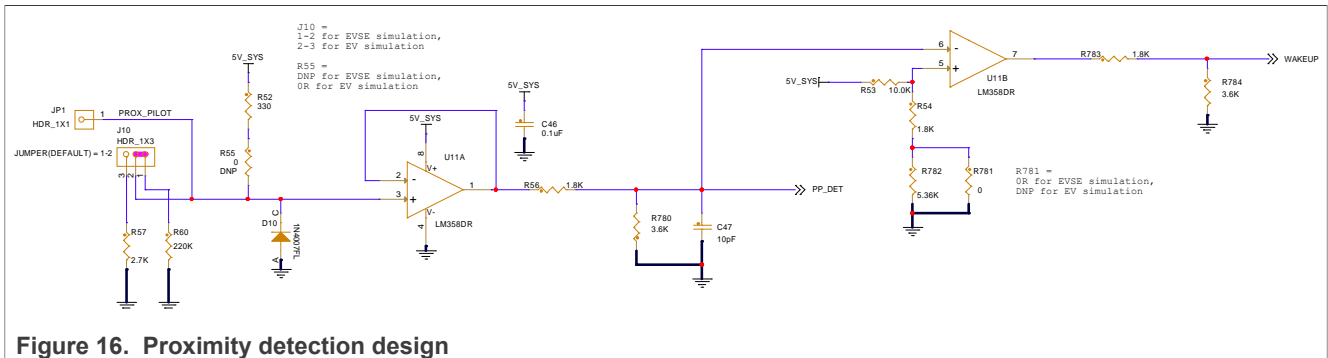 J10 =
1-2 for EVSE simulation,
2-3 for EV simulation
R55 =
DNP for EVSE simulation,
0R for EV simulation
5V_SYS
R52
330
JP1
HDR_1X1
1
PROX_PILOT
J10
HDR_1X3
JUMPER(DEFAULT) = 1-2
3
2
1
R55
0
DNP
R57
2.7K
R60
220K
D10
C
A
1N4007FL
5V_SYS
C46
0.1uF
5V_SYS
8
V+
U11A
2
-
3
+
1
V-
4
LM358DR
R56
1.8K
R780
3.6K
C47
10pF
PP_DET
5V_SYS
R53
10.0K
6
-
5
+
7
U11B
LM358DR
R54
1.8K
R782
5.36K
R781
0
R781 =
0R for EVSE simulation,
DNP for EV simulation
R783
1.8K
R784
3.6K
WAKEUP
Figure 16. Proximity detection design